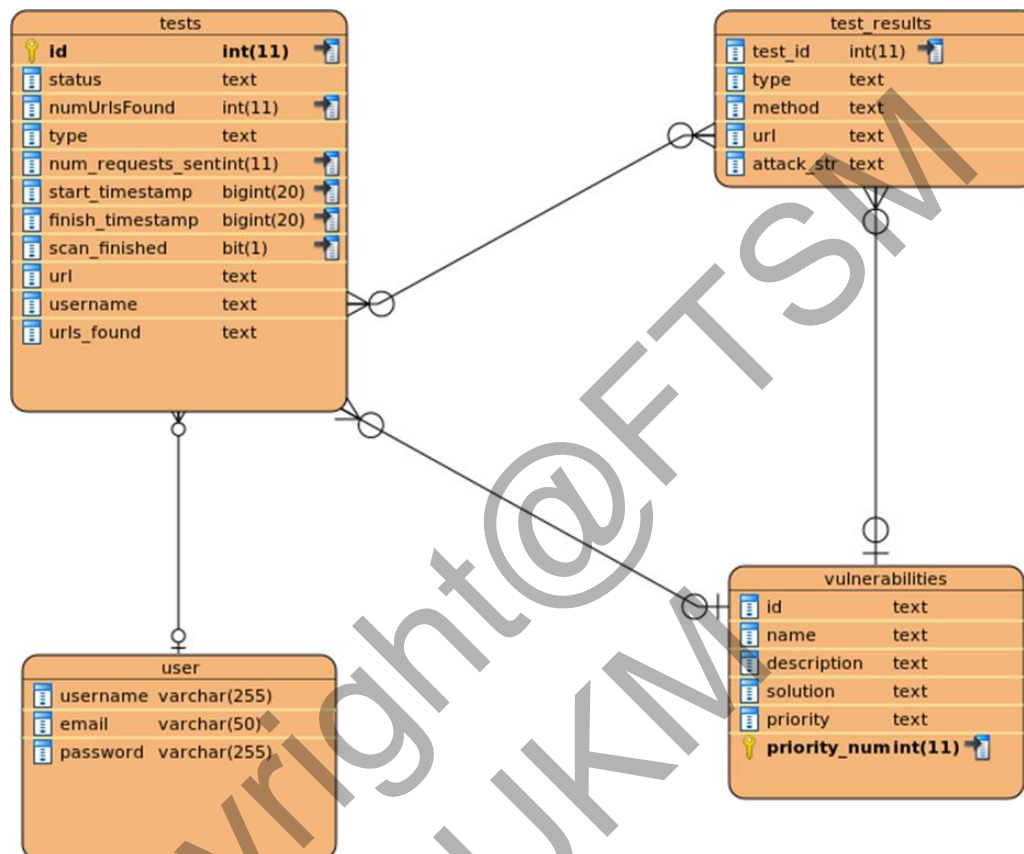 tests
id int(11)
status text
numUrlsFound int(11)
type text
num_requests_sent int(11)
start_timestamp bigint(20)
finish_timestamp bigint(20)
scan_finished bit(1)
url text
username text
urls_found text
test_results
test_id int(11)
type text
method text
url text
attack_str text
user
username varchar(255)
email varchar(50)
password varchar(255)
vulnerabilities
id text
name text
description text
solution text
priority text
priority_num int(11)
yright@FTSM
UKM